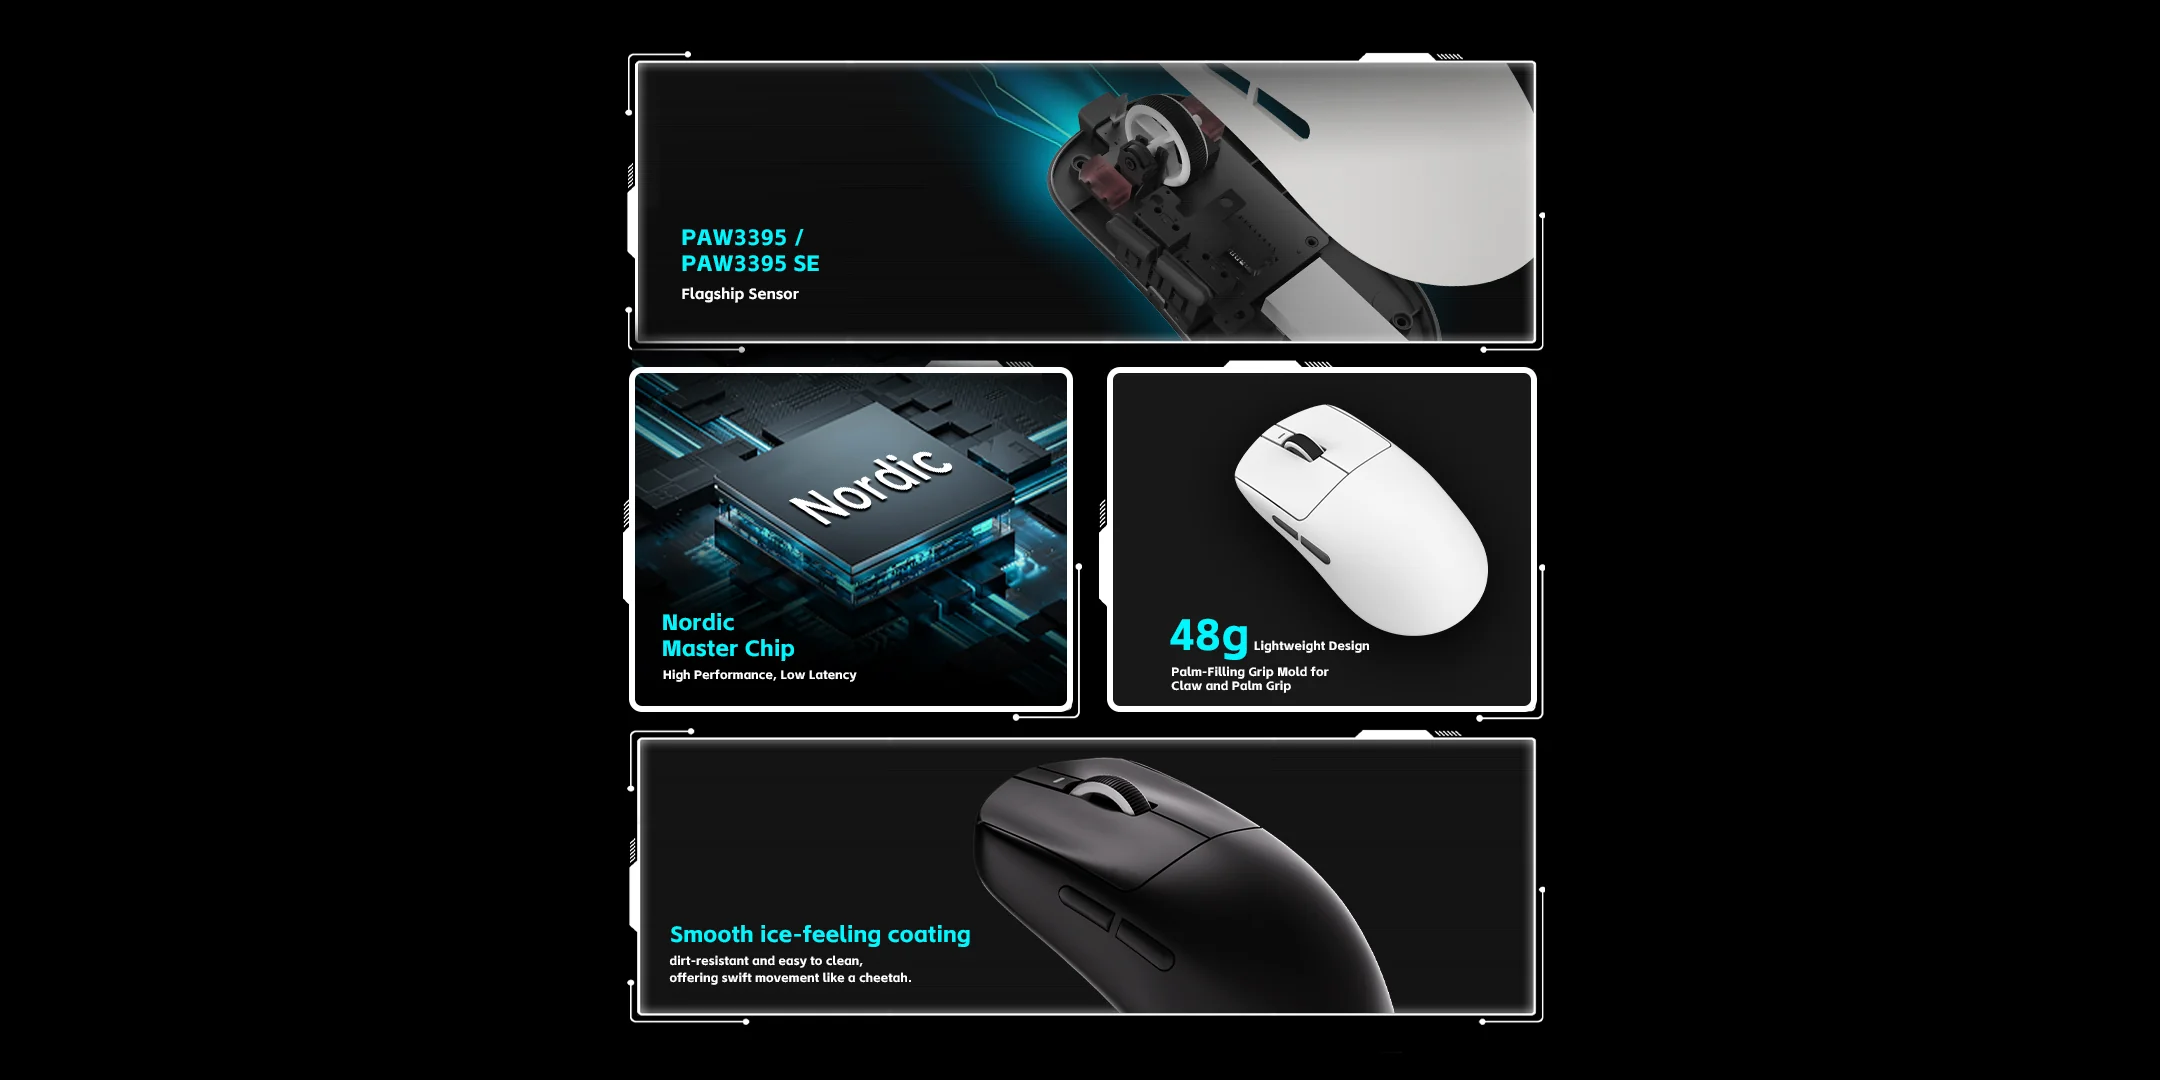 PAW3395 /
PAW3395 SE
Flagship Sensor
Nordic
Nordic
Master Chip
High Performance, Low Latency
48g Lightweight Design
Palm-Filling Grip Mold for
Claw and Palm Grip
Smooth ice-feeling coating
dirt-resistant and easy to clean,
offering swift movement like a cheetah.